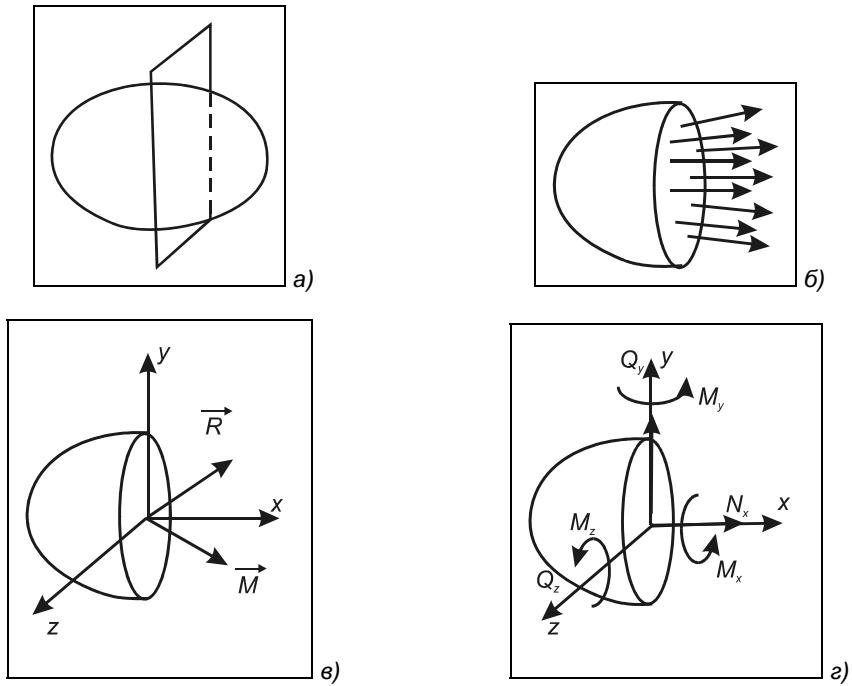 а)
б)
y
R
x
M
z
в)
Q_y y
M_y
N_x x
M_z
M_x
Q_z
z
г)